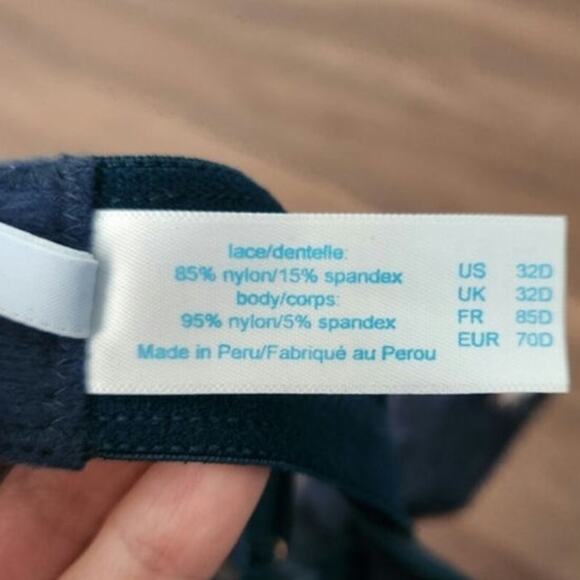 lace/dentelle:
85% nylon/15% spandex
body/corps:
95% nylon/5% spandex
Made in Peru/Fabriqué au Perou
US 32D
UK 32D
FR 85D
EUR 70D